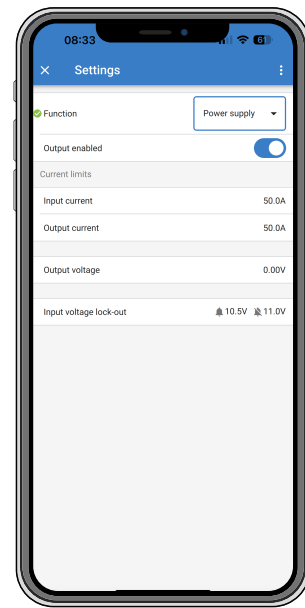 08:33 61
Settings
Function Power supply
Output enabled
Current limits
Input current 50.0A
Output current 50.0A
Output voltage 0.00V
Input voltage lock-out 10.5V 11.0V